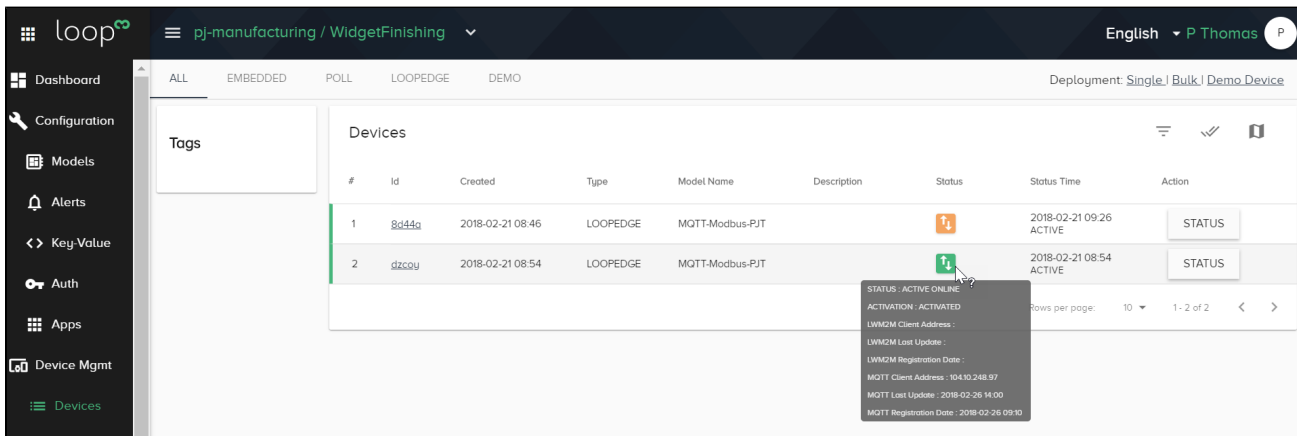 loop
pj-manufacturing / WidgetFinishing
English P Thomas P
Dashboard
Configuration
Models
Alerts
Key-Value
Auth
Apps
Device Mgmt
Devices
ALL EMBEDDED POLL LOOPEDGE DEMO
Deployment: Single | Bulk | Demo Device
Tags
Devices
# Id Created Type Model Name Description Status Status Time Action
1 8d44a 2018-02-21 08:46 LOOPEDGE MQTT-Modbus-PJT 2018-02-21 09:26 STATUS
ACTIVE
2 dzcoy 2018-02-21 08:54 LOOPEDGE MQTT-Modbus-PJT 2018-02-21 08:54 STATUS
ACTIVE
Rows per page: 10 1 - 2 of 2
STATUS : ACTIVE ONLINE
ACTIVATION : ACTIVATED
LWM2M Client Address :
LWM2M Last Update :
LWM2M Registration Date :
MQTT Client Address : 104.10.248.97
MQTT Last Update : 2018-02-26 14:00
MQTT Registration Date : 2018-02-26 09:10